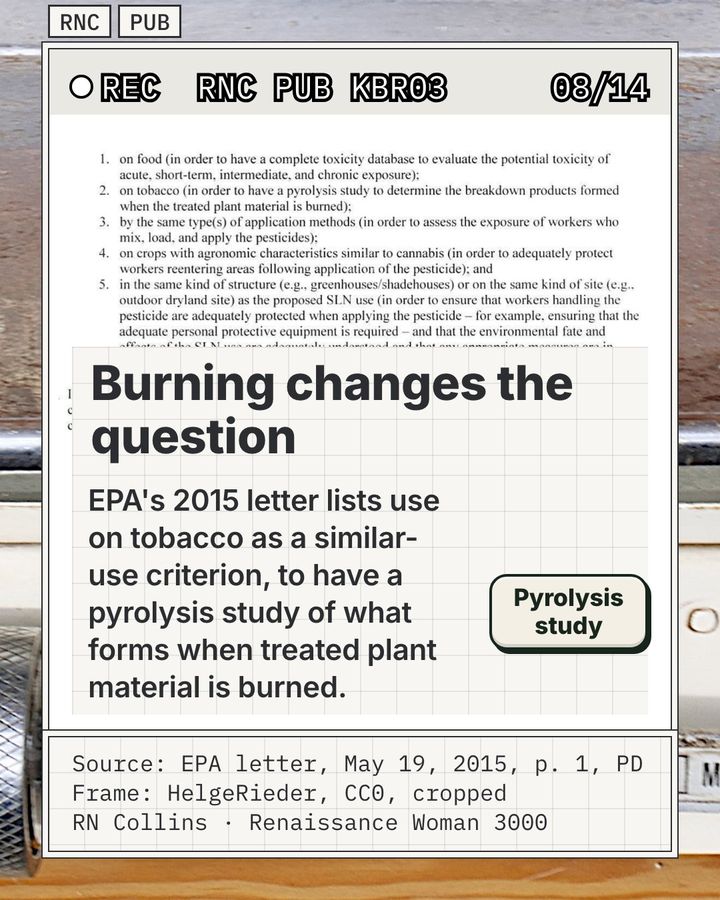 RNC PUB
REC RNC PUB KBR03 08/14
1. on food (in order to have a complete toxicity database to evaluate the potential toxicity of
acute, short-term, intermediate, and chronic exposure);
2. on tobacco (in order to have a pyrolysis study to determine the breakdown products formed
when the treated plant material is burned);
3. by the same type(s) of application methods (in order to assess the exposure of workers who
mix, load, and apply the pesticides);
4. on crops with agronomic characteristics similar to cannabis (in order to adequately protect
workers reentering areas following application of the pesticide); and
5. in the same kind of structure (e.g., greenhouses/shadehouses) or on the same kind of site (e.g.,
outdoor dryland site) as the proposed SLN use (in order to ensure that workers handling the
pesticide are adequately protected when applying the pesticide – for example, ensuring that the
adequate personal protective equipment is required – and that the environmental fate and
Burning changes the
question
EPA's 2015 letter lists use
on tobacco as a similar-
use criterion, to have a
pyrolysis study of what
forms when treated plant
material is burned.
Pyrolysis
study
Source: EPA letter, May 19, 2015, p. 1, PD
Frame: HelgeRieder, CC0, cropped
RN Collins · Renaissance Woman 3000